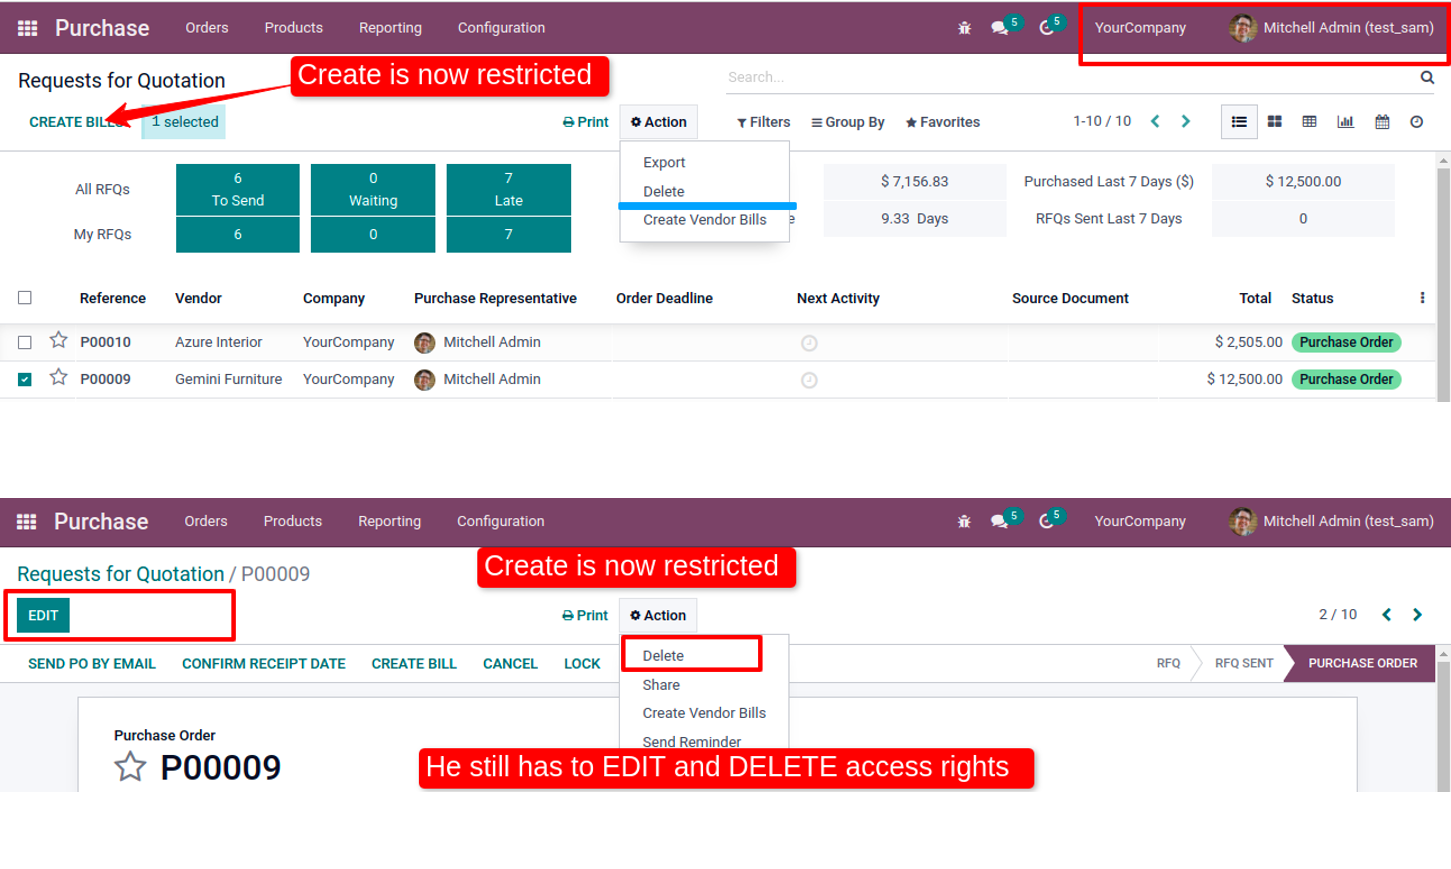 Purchase Orders Products Reporting Configuration 5 5 YourCompany Mitchell Admin (test_sam)
Requests for Quotation Create is now restricted Search...
CREATE BILLS 1 selected Print Action Filters Group By Favorites 1-10 / 10
Export
Delete
Create Vendor Bills
All RFQs 6 To Send 0 Waiting 7 Late $ 7,156.83 Purchased Last 7 Days ($) $ 12,500.00
My RFQs 6 0 7 e 9.33 Days RFQs Sent Last 7 Days 0
Reference Vendor Company Purchase Representative Order Deadline Next Activity Source Document Total Status
P00010 Azure Interior YourCompany Mitchell Admin $ 2,505.00 Purchase Order
P00009 Gemini Furniture YourCompany Mitchell Admin $ 12,500.00 Purchase Order
Purchase Orders Products Reporting Configuration 5 5 YourCompany Mitchell Admin (test_sam)
Create is now restricted
Requests for Quotation / P00009
EDIT Print Action 2 / 10
SEND PO BY EMAIL CONFIRM RECEIPT DATE CREATE BILL CANCEL LOCK RFQ RFQ SENT PURCHASE ORDER
Delete
Share
Create Vendor Bills
Send Reminder
Purchase Order
P00009
He still has to EDIT and DELETE access rights